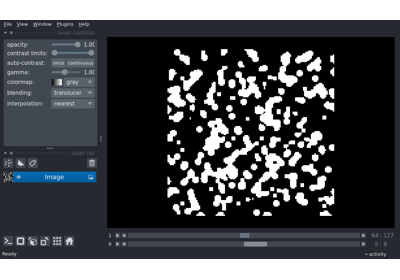 File View Window Plugins Help
layer controls
opacity: 1.00
contrast limits:
auto-contrast: once continuous
gamma: 1.00
colormap: gray
blending: translucer
interpolation: nearest
layer list
Image
1 64 127
0 5 9
Ready activity